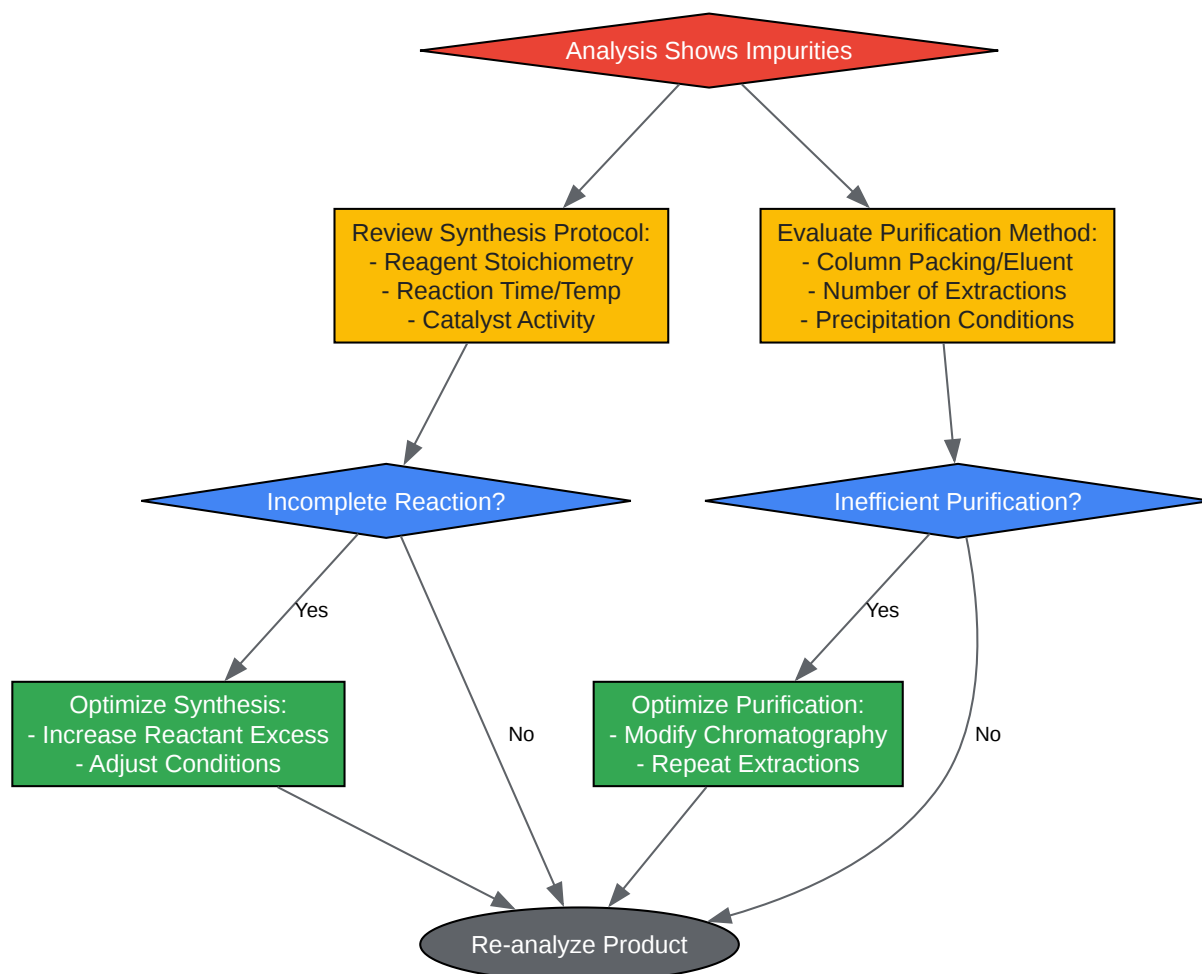 Analysis Shows Impurities
Review Synthesis Protocol:
- Reagent Stoichiometry
- Reaction Time/Temp
- Catalyst Activity
Evaluate Purification Method:
- Column Packing/Eluent
- Number of Extractions
- Precipitation Conditions
Incomplete Reaction?
Inefficient Purification?
Yes
Yes
Optimize Synthesis:
- Increase Reactant Excess
- Adjust Conditions
No
Optimize Purification:
- Modify Chromatography
- Repeat Extractions
No
Re-analyze Product